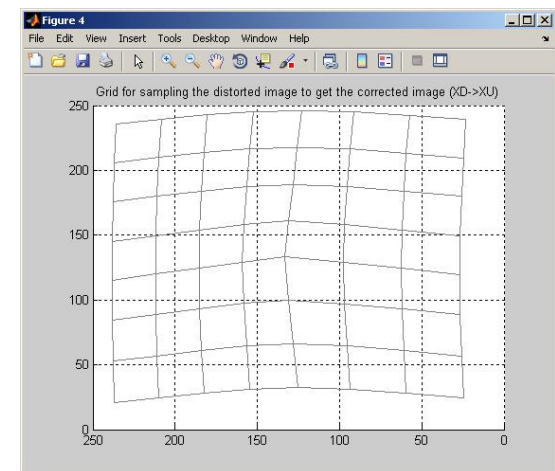 Figure 4
File Edit View Insert Tools Desktop Window Help
Grid for sampling the distorted image to get the corrected image (XD->XU)
250
200
150
100
50
0
250 200 150 100 50 0